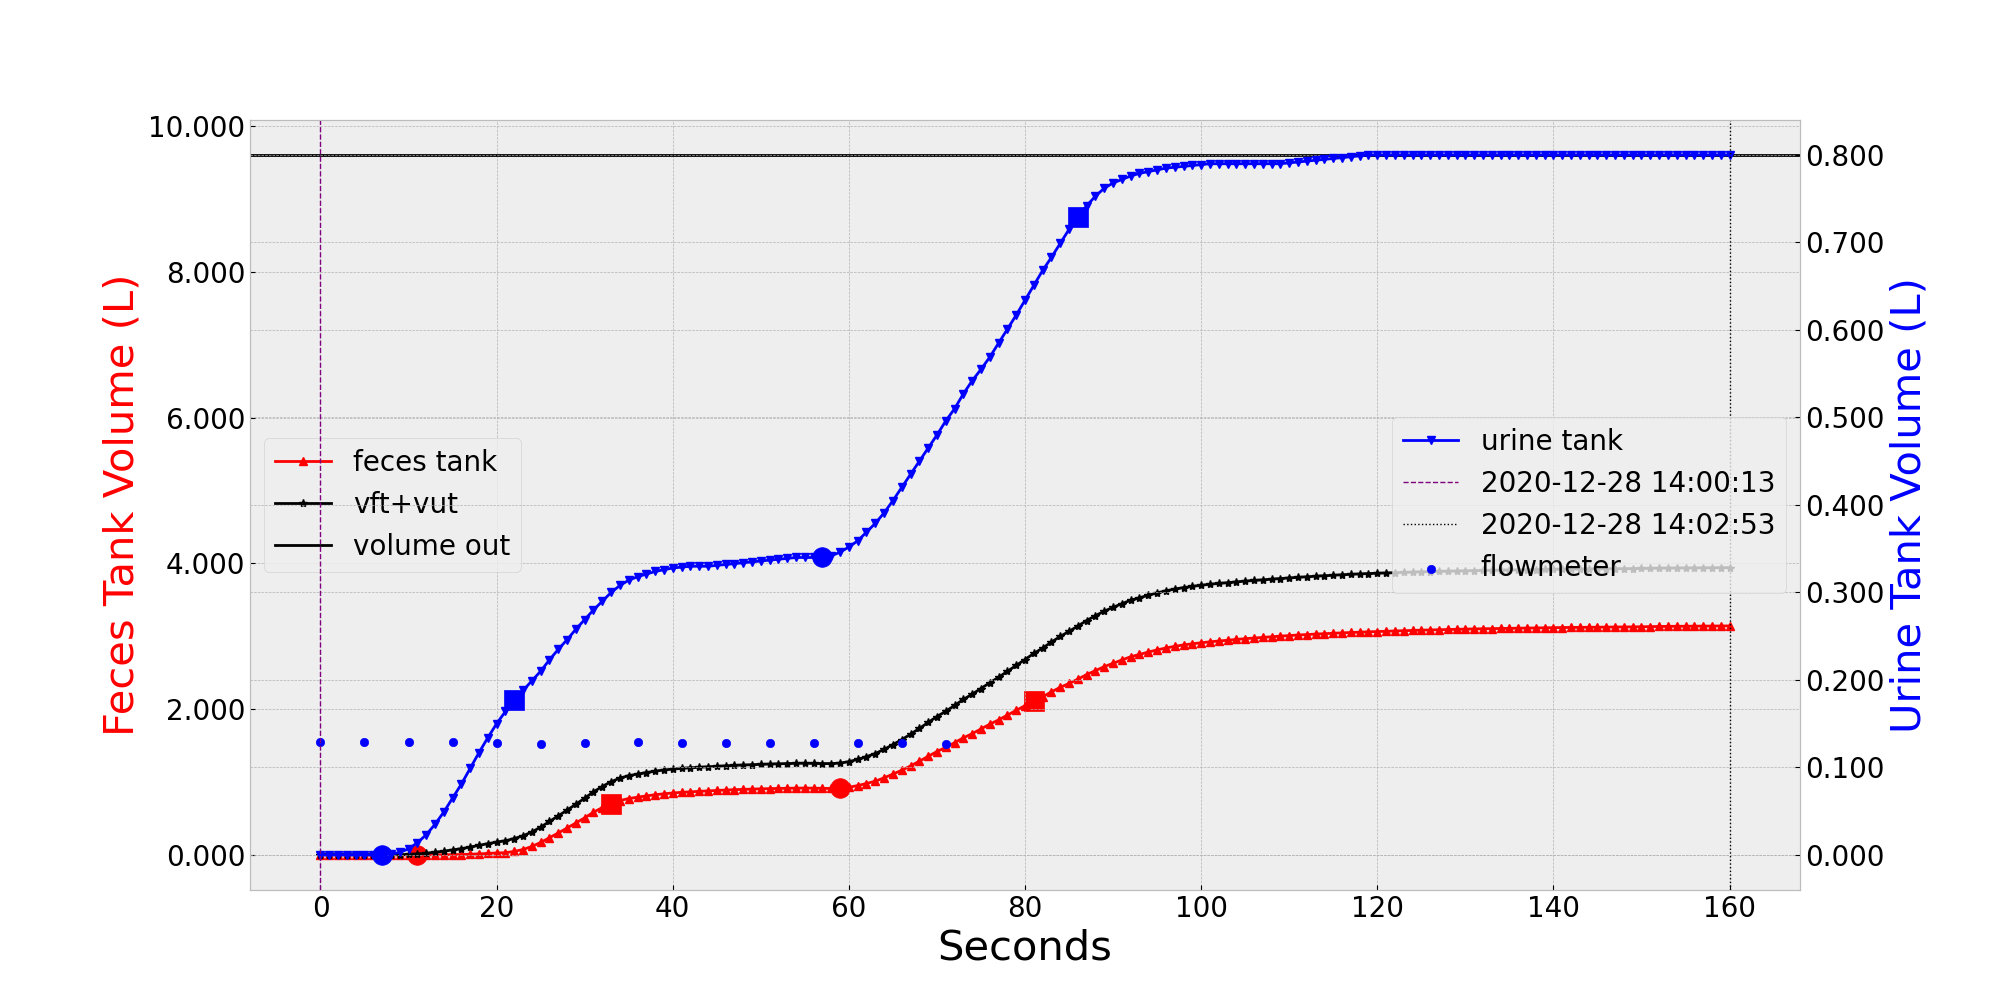 10.000
8.000
6.000
4.000
2.000
0.000
Feces Tank Volume (L)
feces tank
vft+vut
volume out
urine tank
2020-12-28 14:00:13
2020-12-28 14:02:53
flowmeter
0.800
0.700
0.600
0.500
0.400
0.300
0.200
0.100
0.000
Urine Tank Volume (L)
0 20 40 60 80 100 120 140 160
Seconds